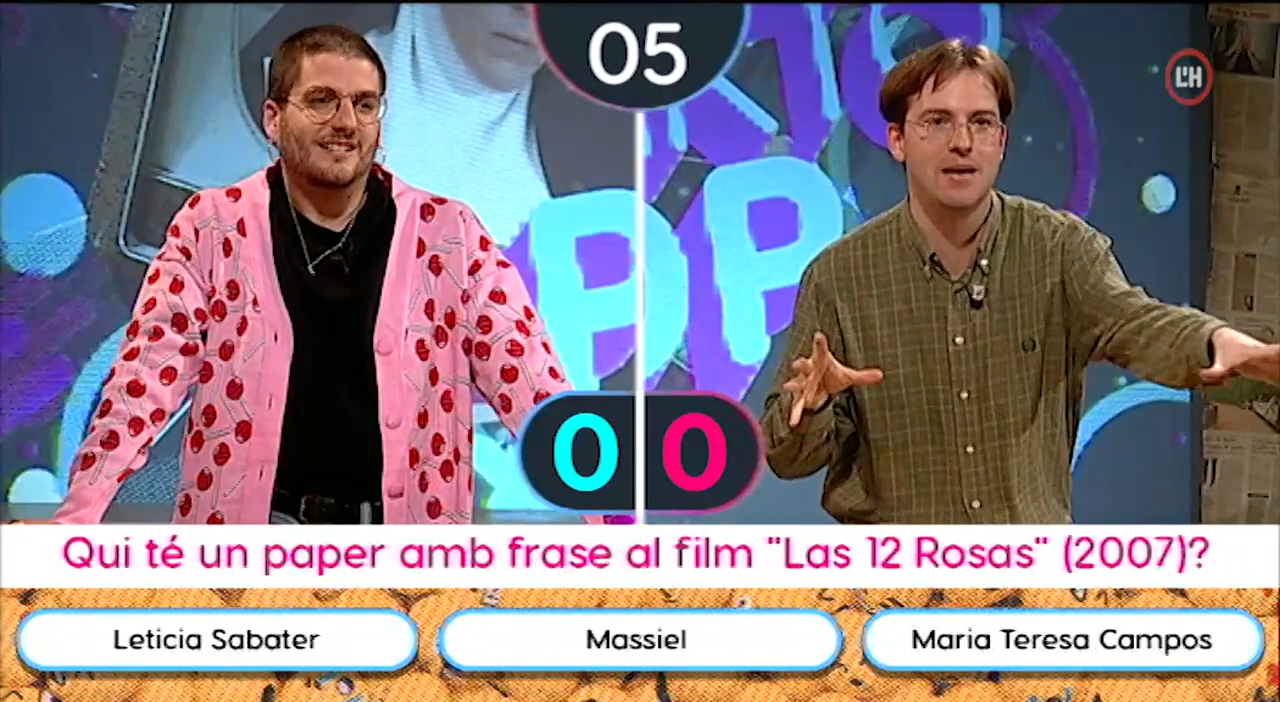 05
L'H
PP
0 0
Qui té un paper amb frase al film "Las 12 Rosas" (2007)?
Leticia Sabater
Massiel
Maria Teresa Campos